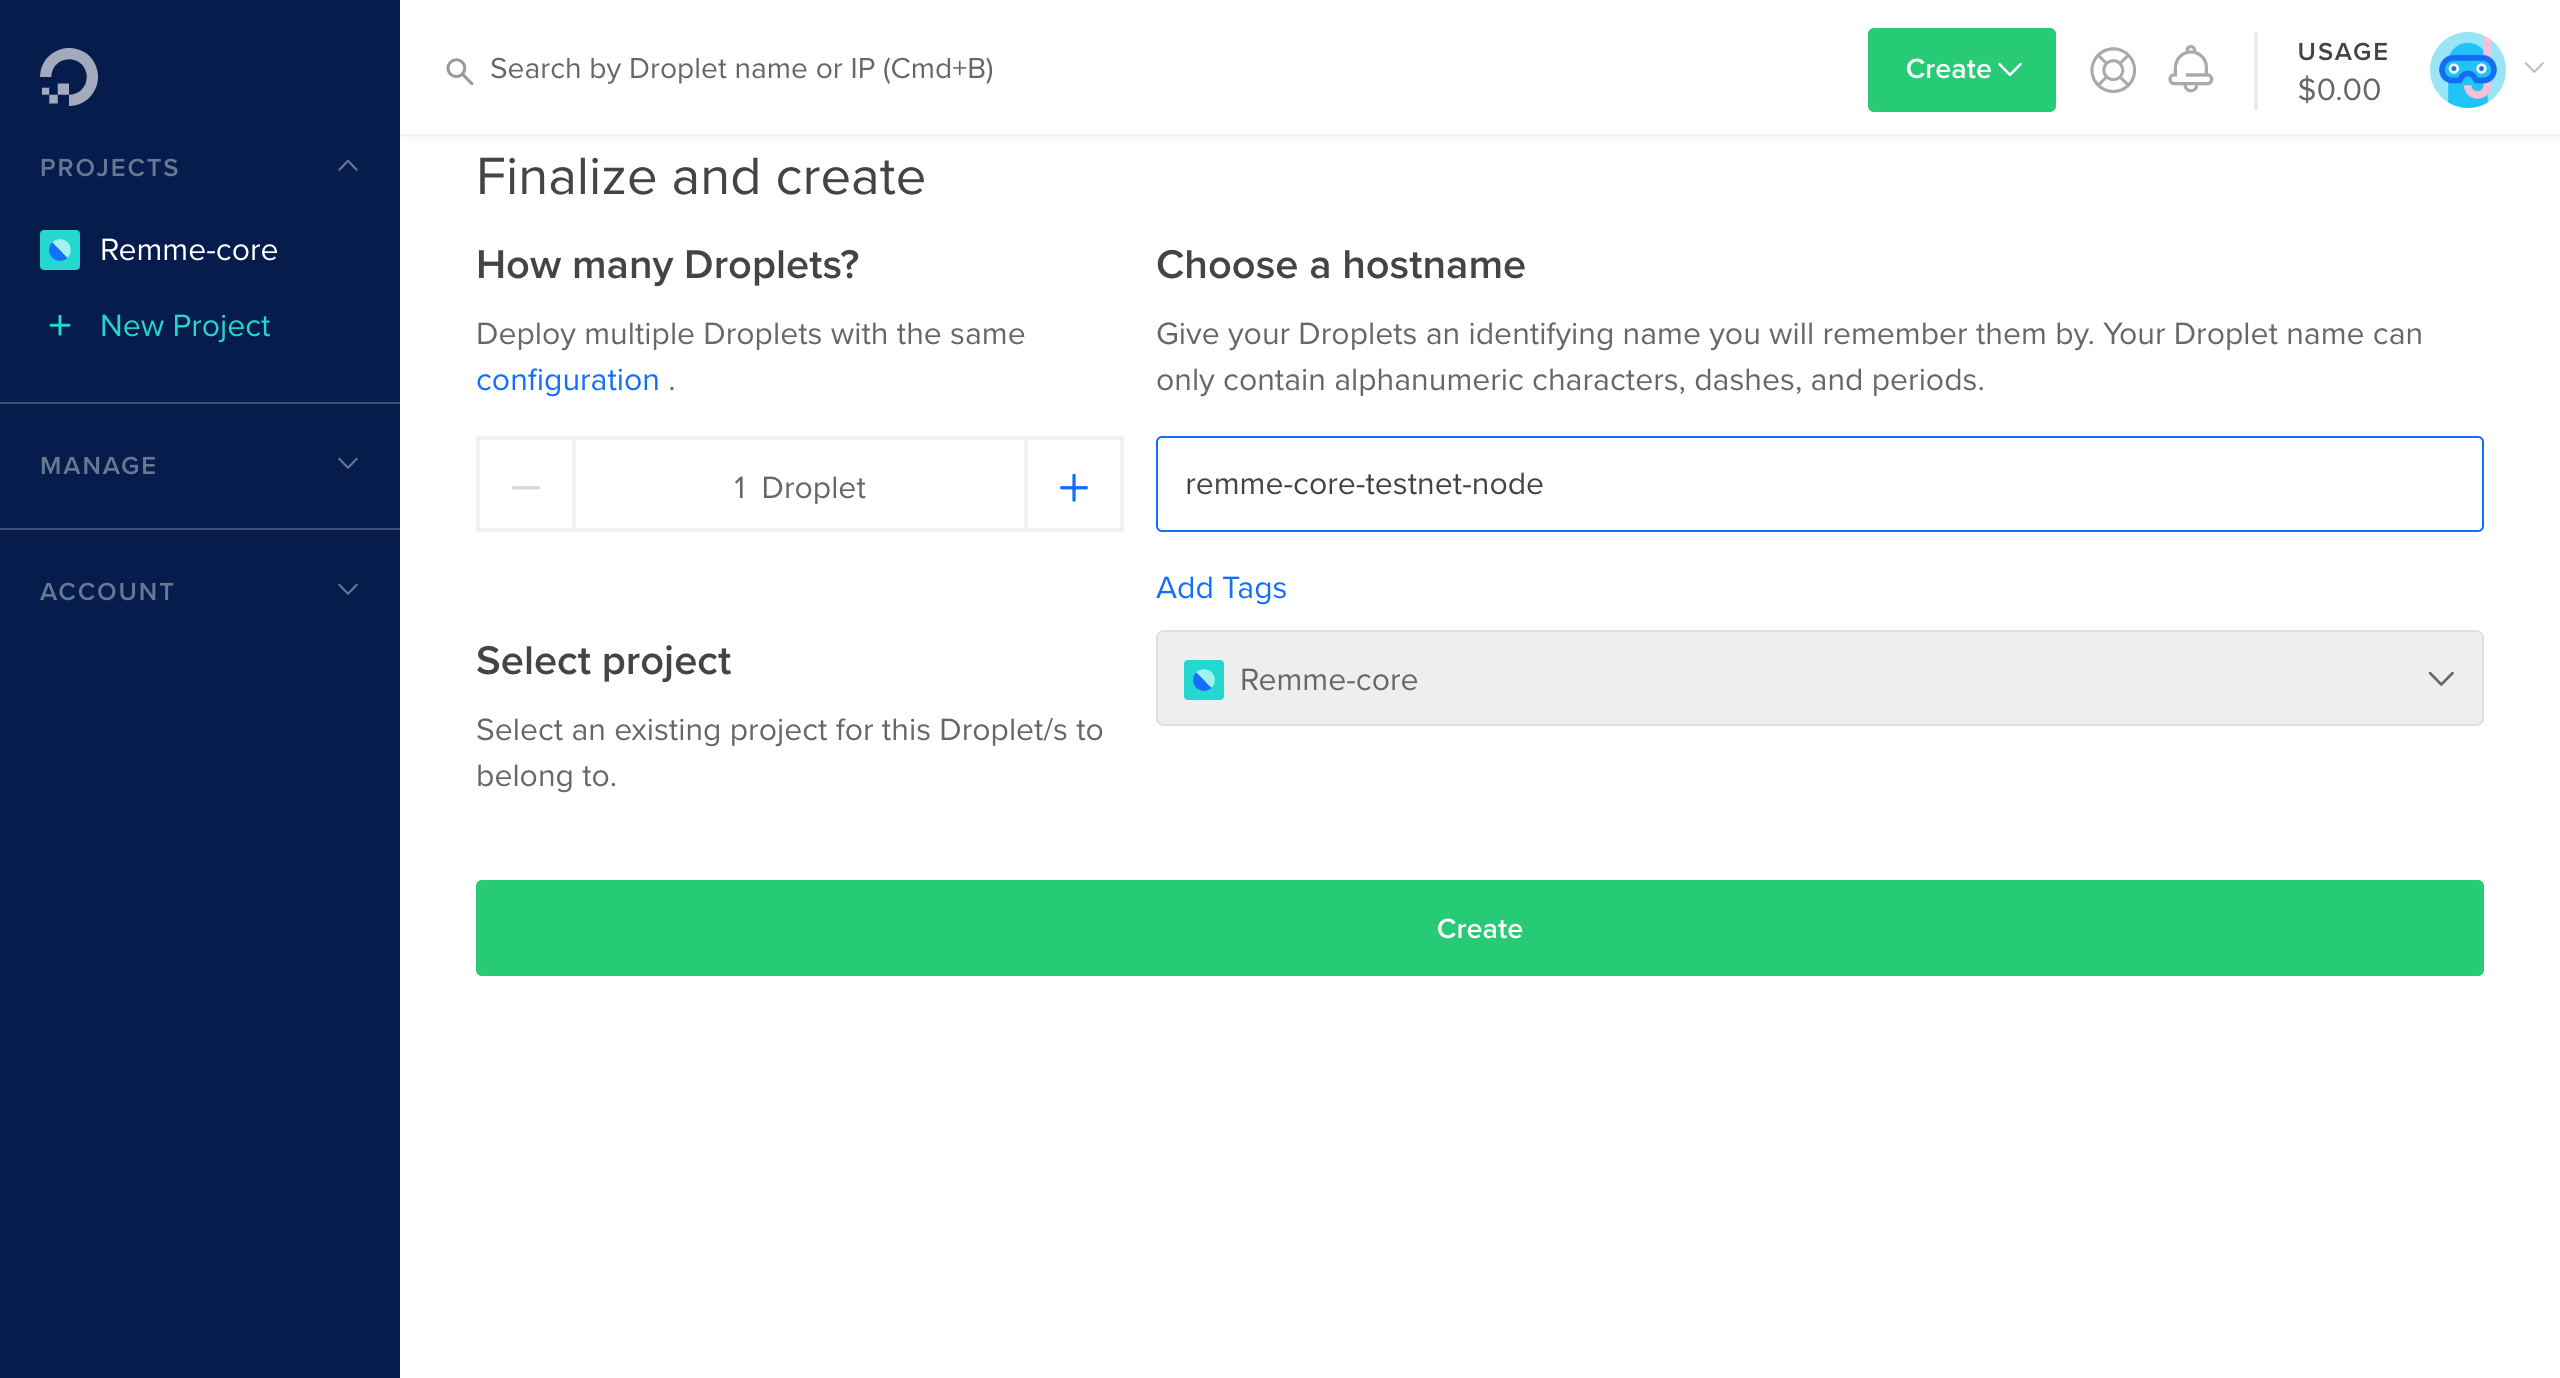 Search by Droplet name or IP (Cmd+B)
Create
USAGE
$0.00
PROJECTS
Remme-core
New Project
MANAGE
ACCOUNT
Finalize and create
How many Droplets?
Deploy multiple Droplets with the same
configuration .
1 Droplet
Choose a hostname
Give your Droplets an identifying name you will remember them by. Your Droplet name can
only contain alphanumeric characters, dashes, and periods.
remme-core-testnet-node
Add Tags
Select project
Select an existing project for this Droplet/s to
belong to.
Remme-core
Create